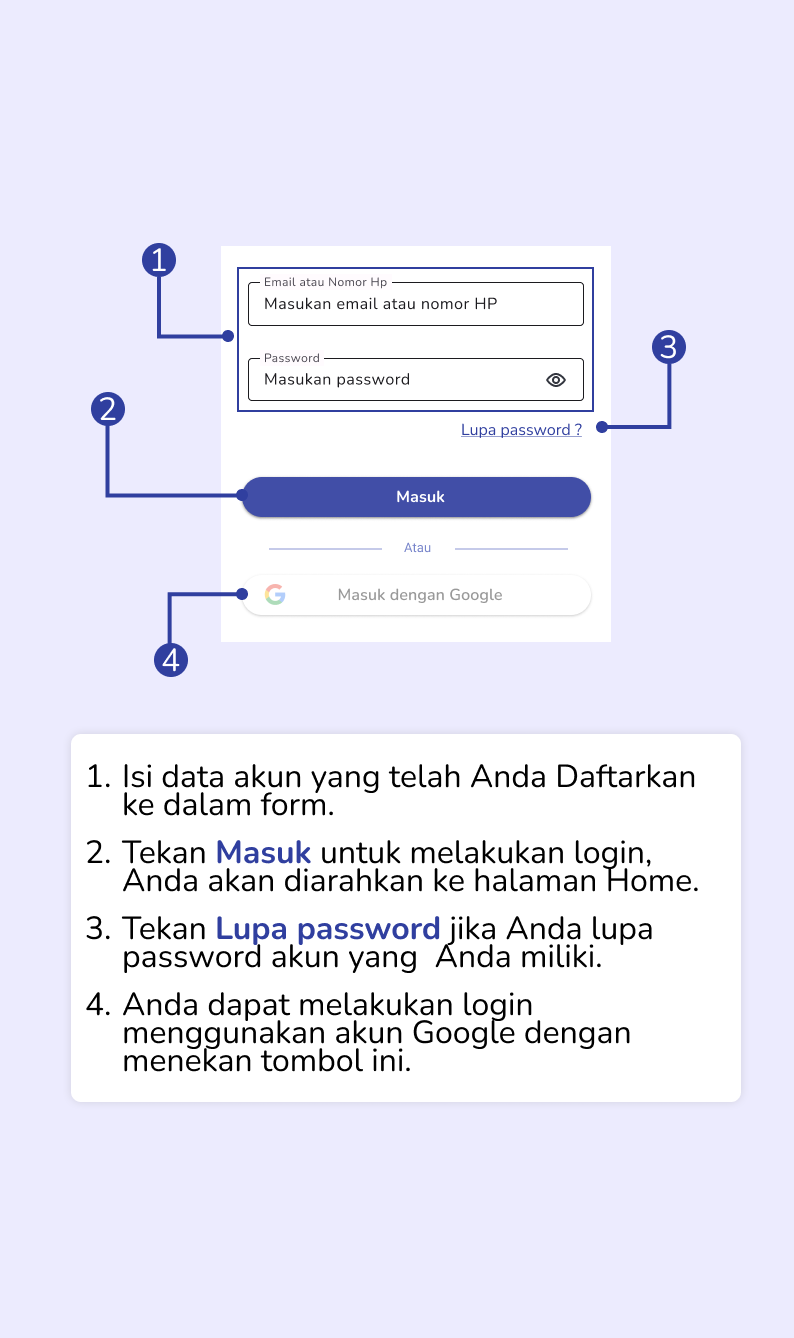 1
Email atau Nomor Hp
Masukan email atau nomor HP
3
Password
Masukan password
2
Lupa password ?
Masuk
Atau
Masuk dengan Google
4
1. Isi data akun yang telah Anda Daftarkan
ke dalam form.
2. Tekan Masuk untuk melakukan login,
Anda akan diarahkan ke halaman Home.
3. Tekan Lupa password jika Anda lupa
password akun yang  Anda miliki.
4. Anda dapat melakukan login
menggunakan akun Google dengan
menekan tombol ini.